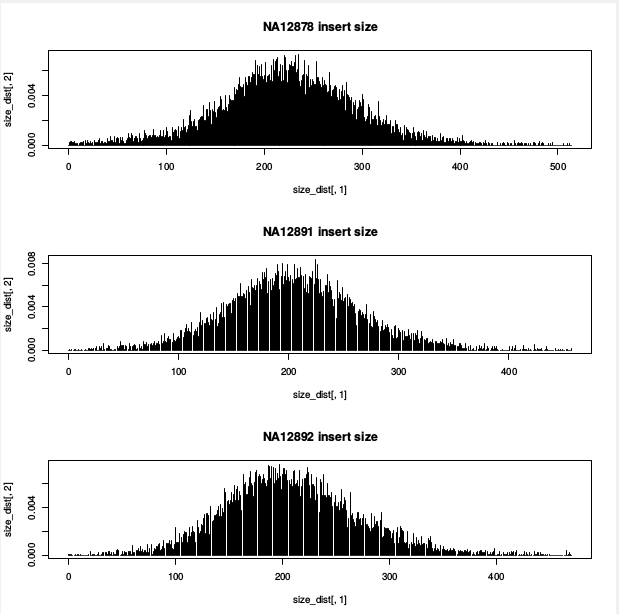 NA12878 insert size
size_dist[, 2]
0.004
0.000
0 100 200 300 400 500
size_dist[, 1]
NA12891 insert size
size_dist[, 2]
0.008
0.004
0.000
0 100 200 300 400
size_dist[, 1]
NA12892 insert size
size_dist[, 2]
0.004
0.000
0 100 200 300 400
size_dist[, 1]